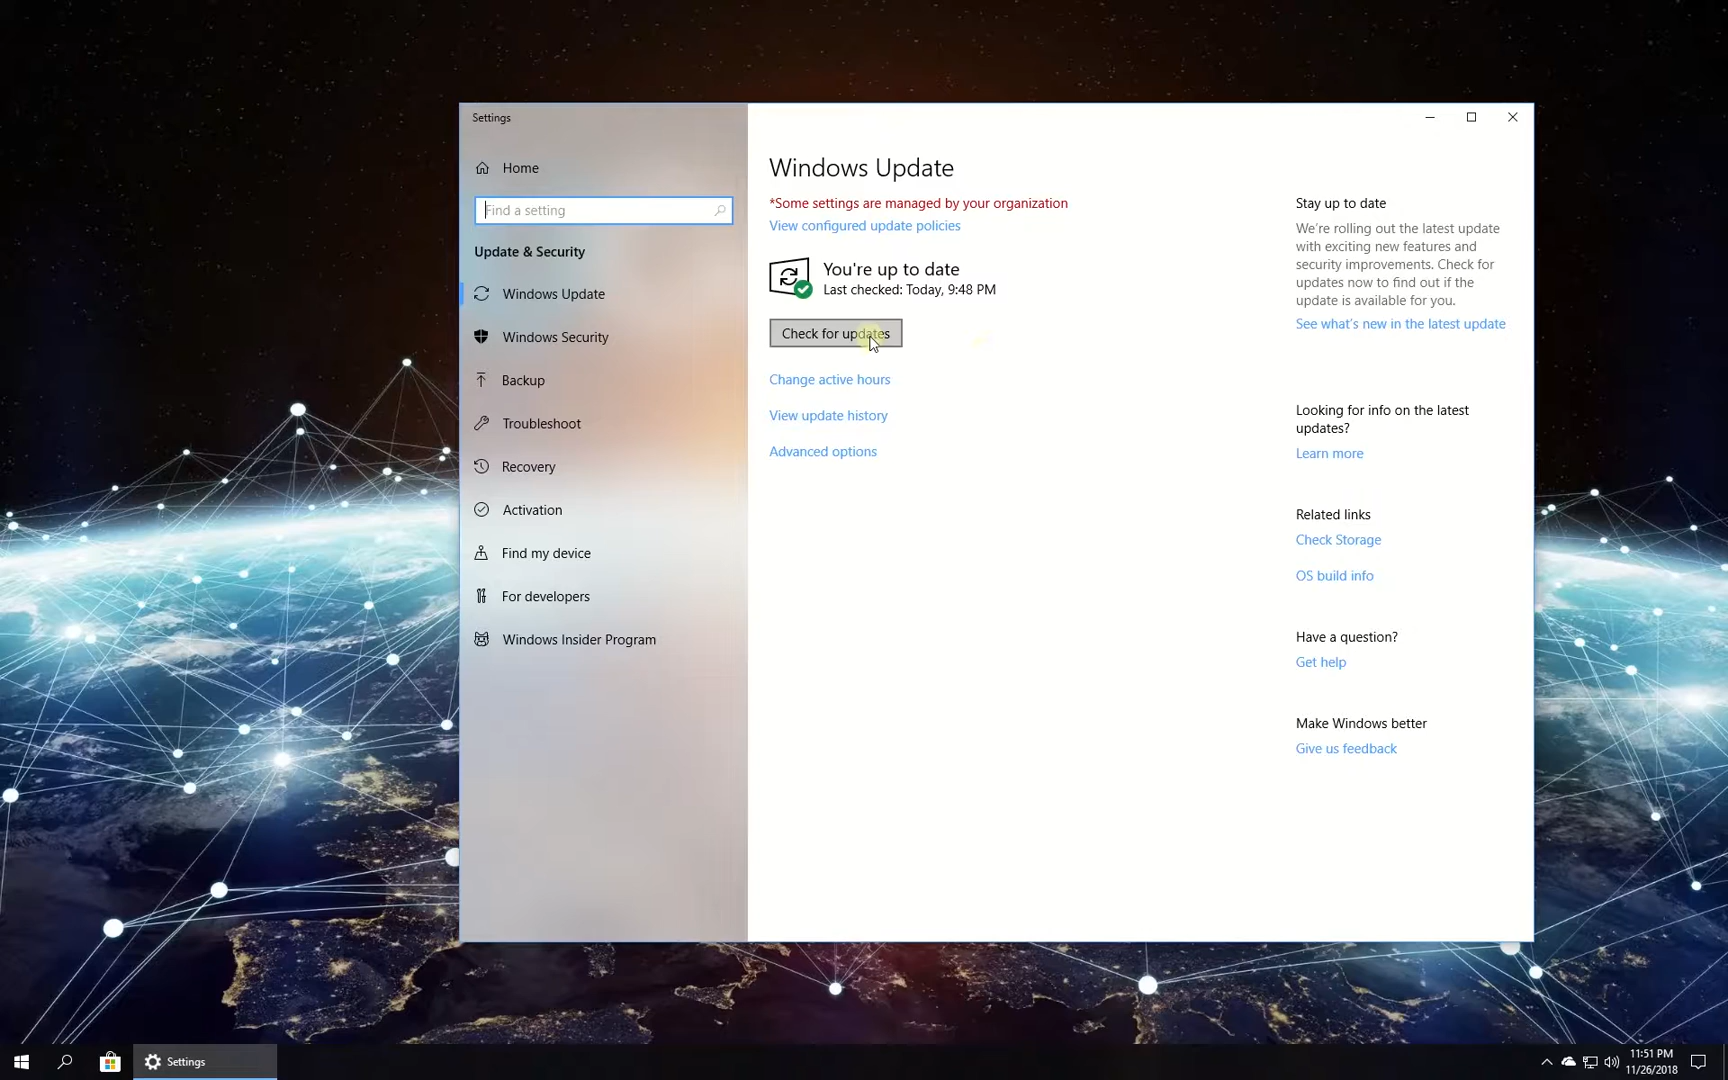 Settings
Home
Find a setting
Update & Security
Windows Update
Windows Security
Backup
Troubleshoot
Recovery
Activation
Find my device
For developers
Windows Insider Program
Windows Update
*Some settings are managed by your organization
View configured update policies
You're up to date
Last checked: Today, 9:48 PM
Check for updates
Change active hours
View update history
Advanced options
Stay up to date
We're rolling out the latest update
with exciting new features and
security improvements. Check for
updates now to find out if the
update is available for you.
See what's new in the latest update
Looking for info on the latest
updates?
Learn more
Related links
Check Storage
OS build info
Have a question?
Get help
Make Windows better
Give us feedback
Settings
11:51 PM
11/26/2018